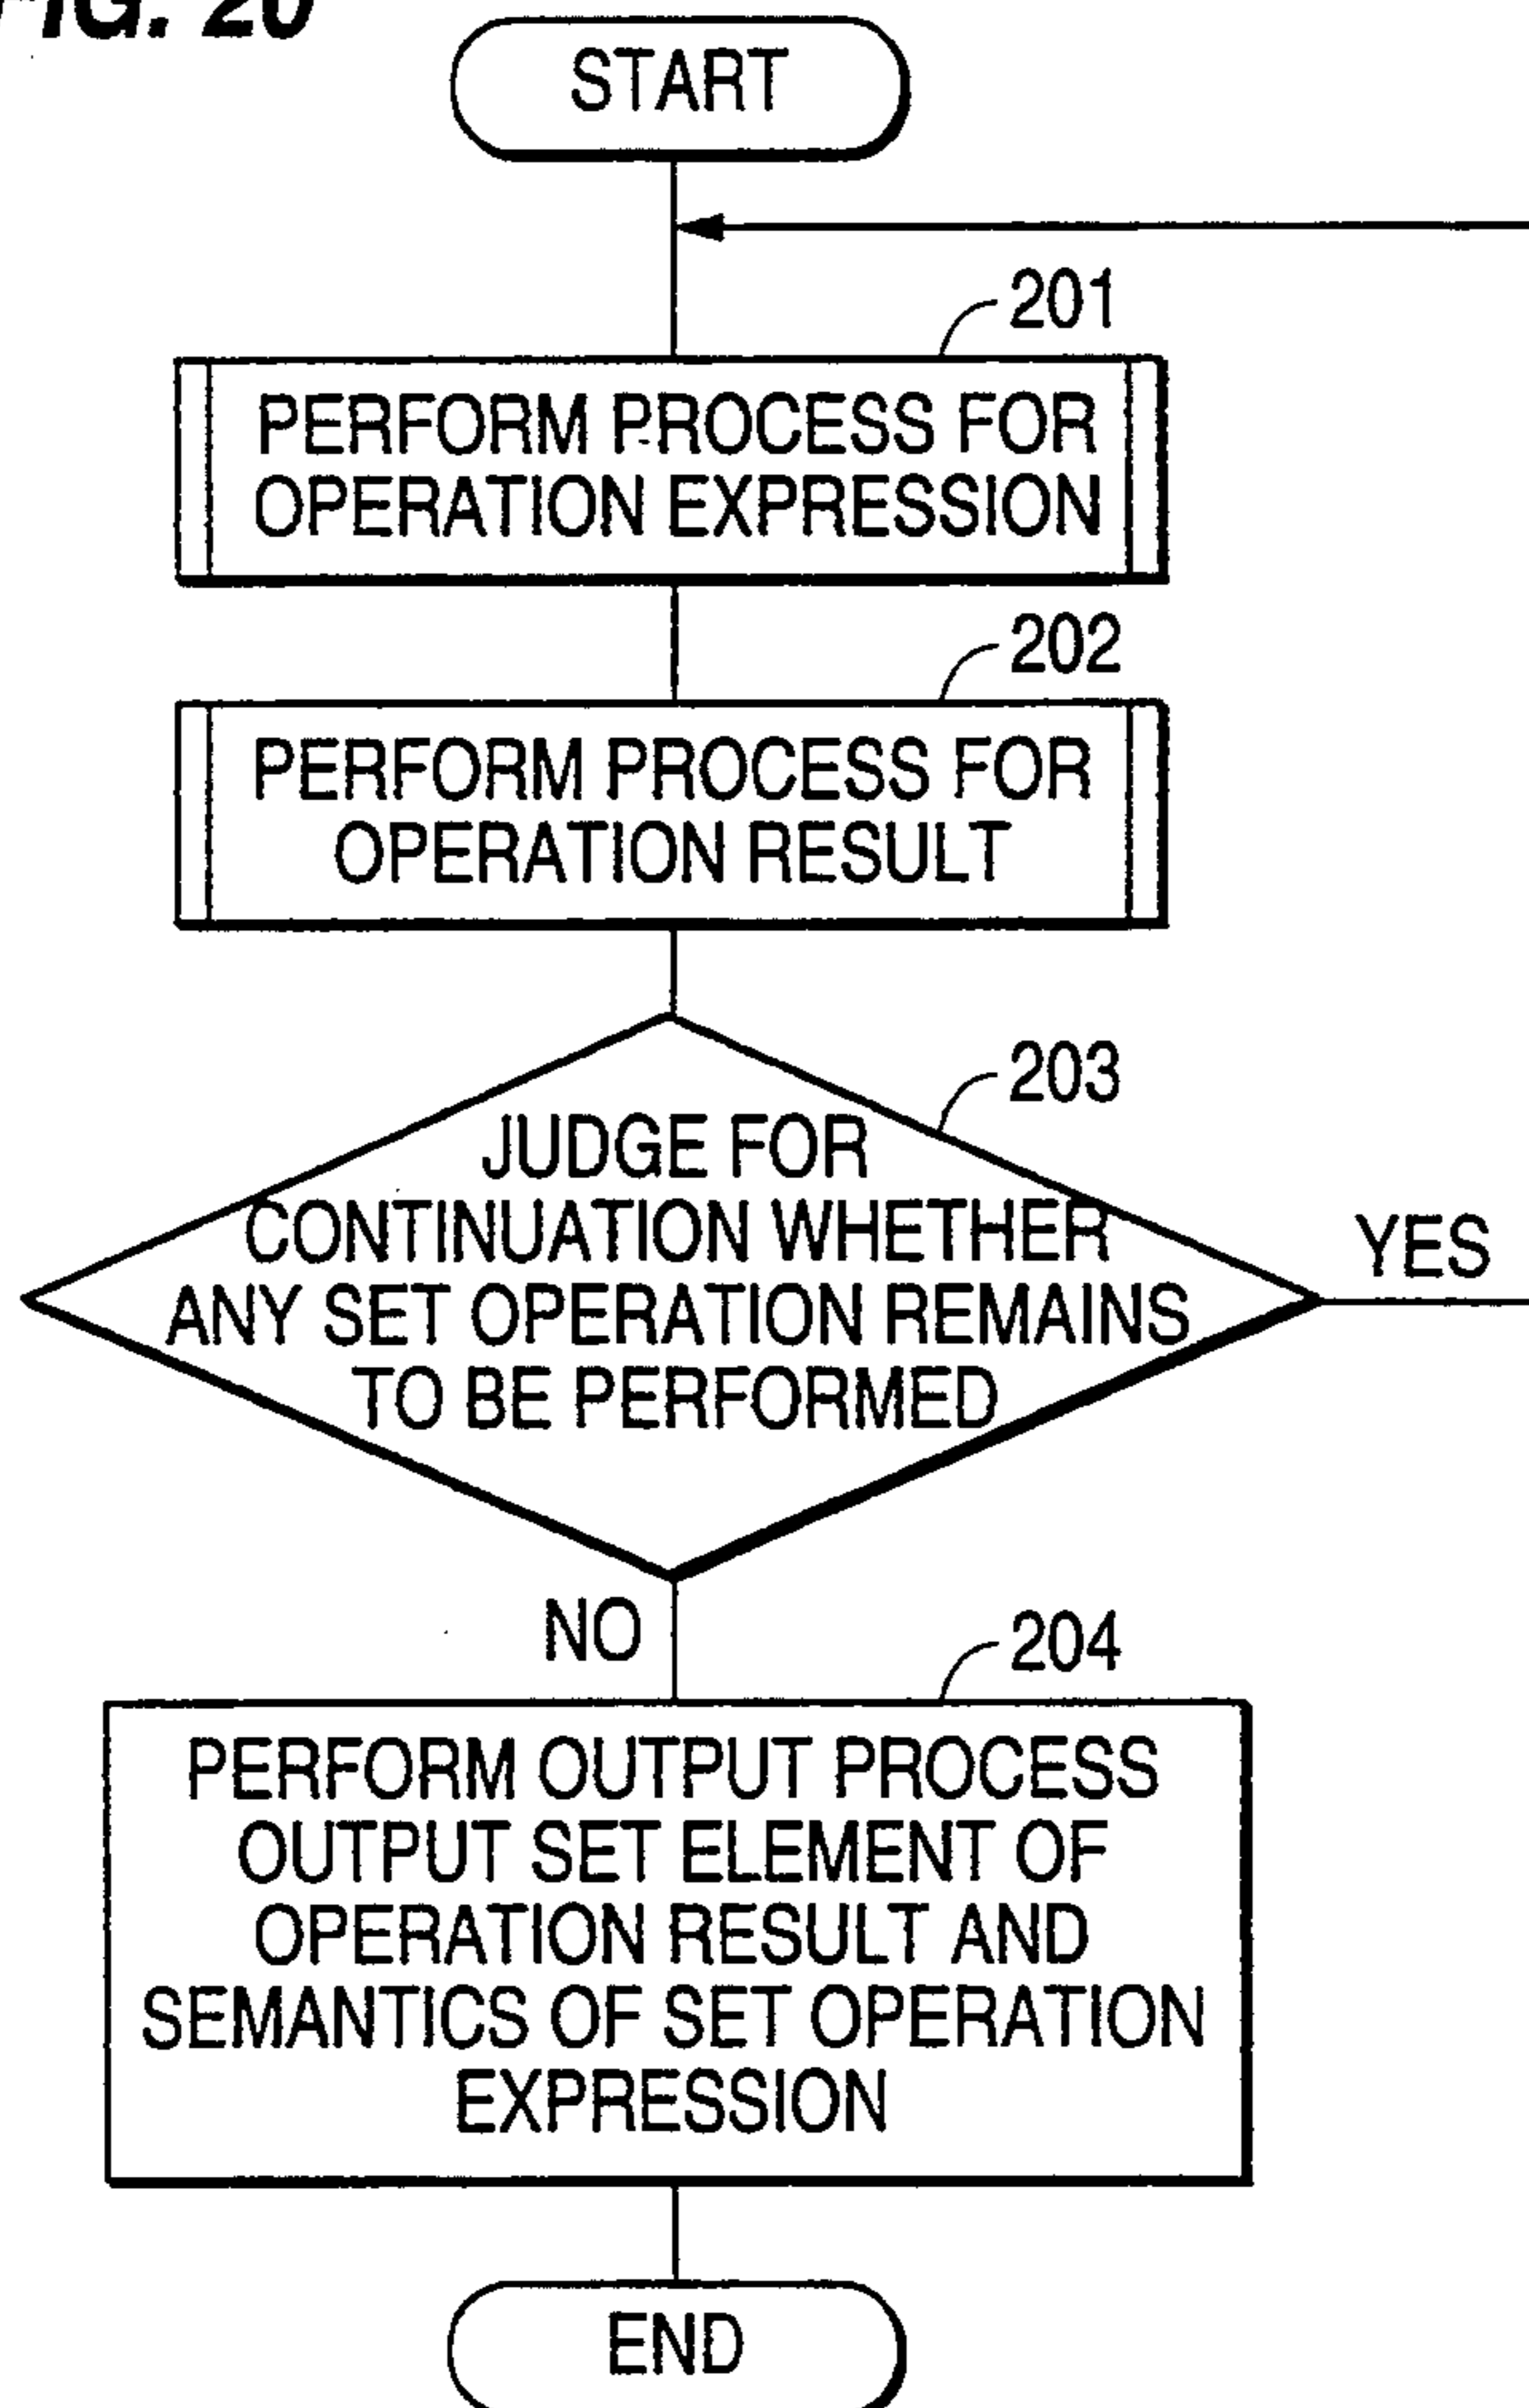 FIG. 20
START
201
PERFORM PROCESS FOR
OPERATION EXPRESSION
202
PERFORM PROCESS FOR
OPERATION RESULT
203
JUDGE FOR
CONTINUATION WHETHER
ANY SET OPERATION REMAINS
TO BE PERFORMED
YES
NO
204
PERFORM OUTPUT PROCESS
OUTPUT SET ELEMENT OF
OPERATION RESULT AND
SEMANTICS OF SET OPERATION
EXPRESSION
END